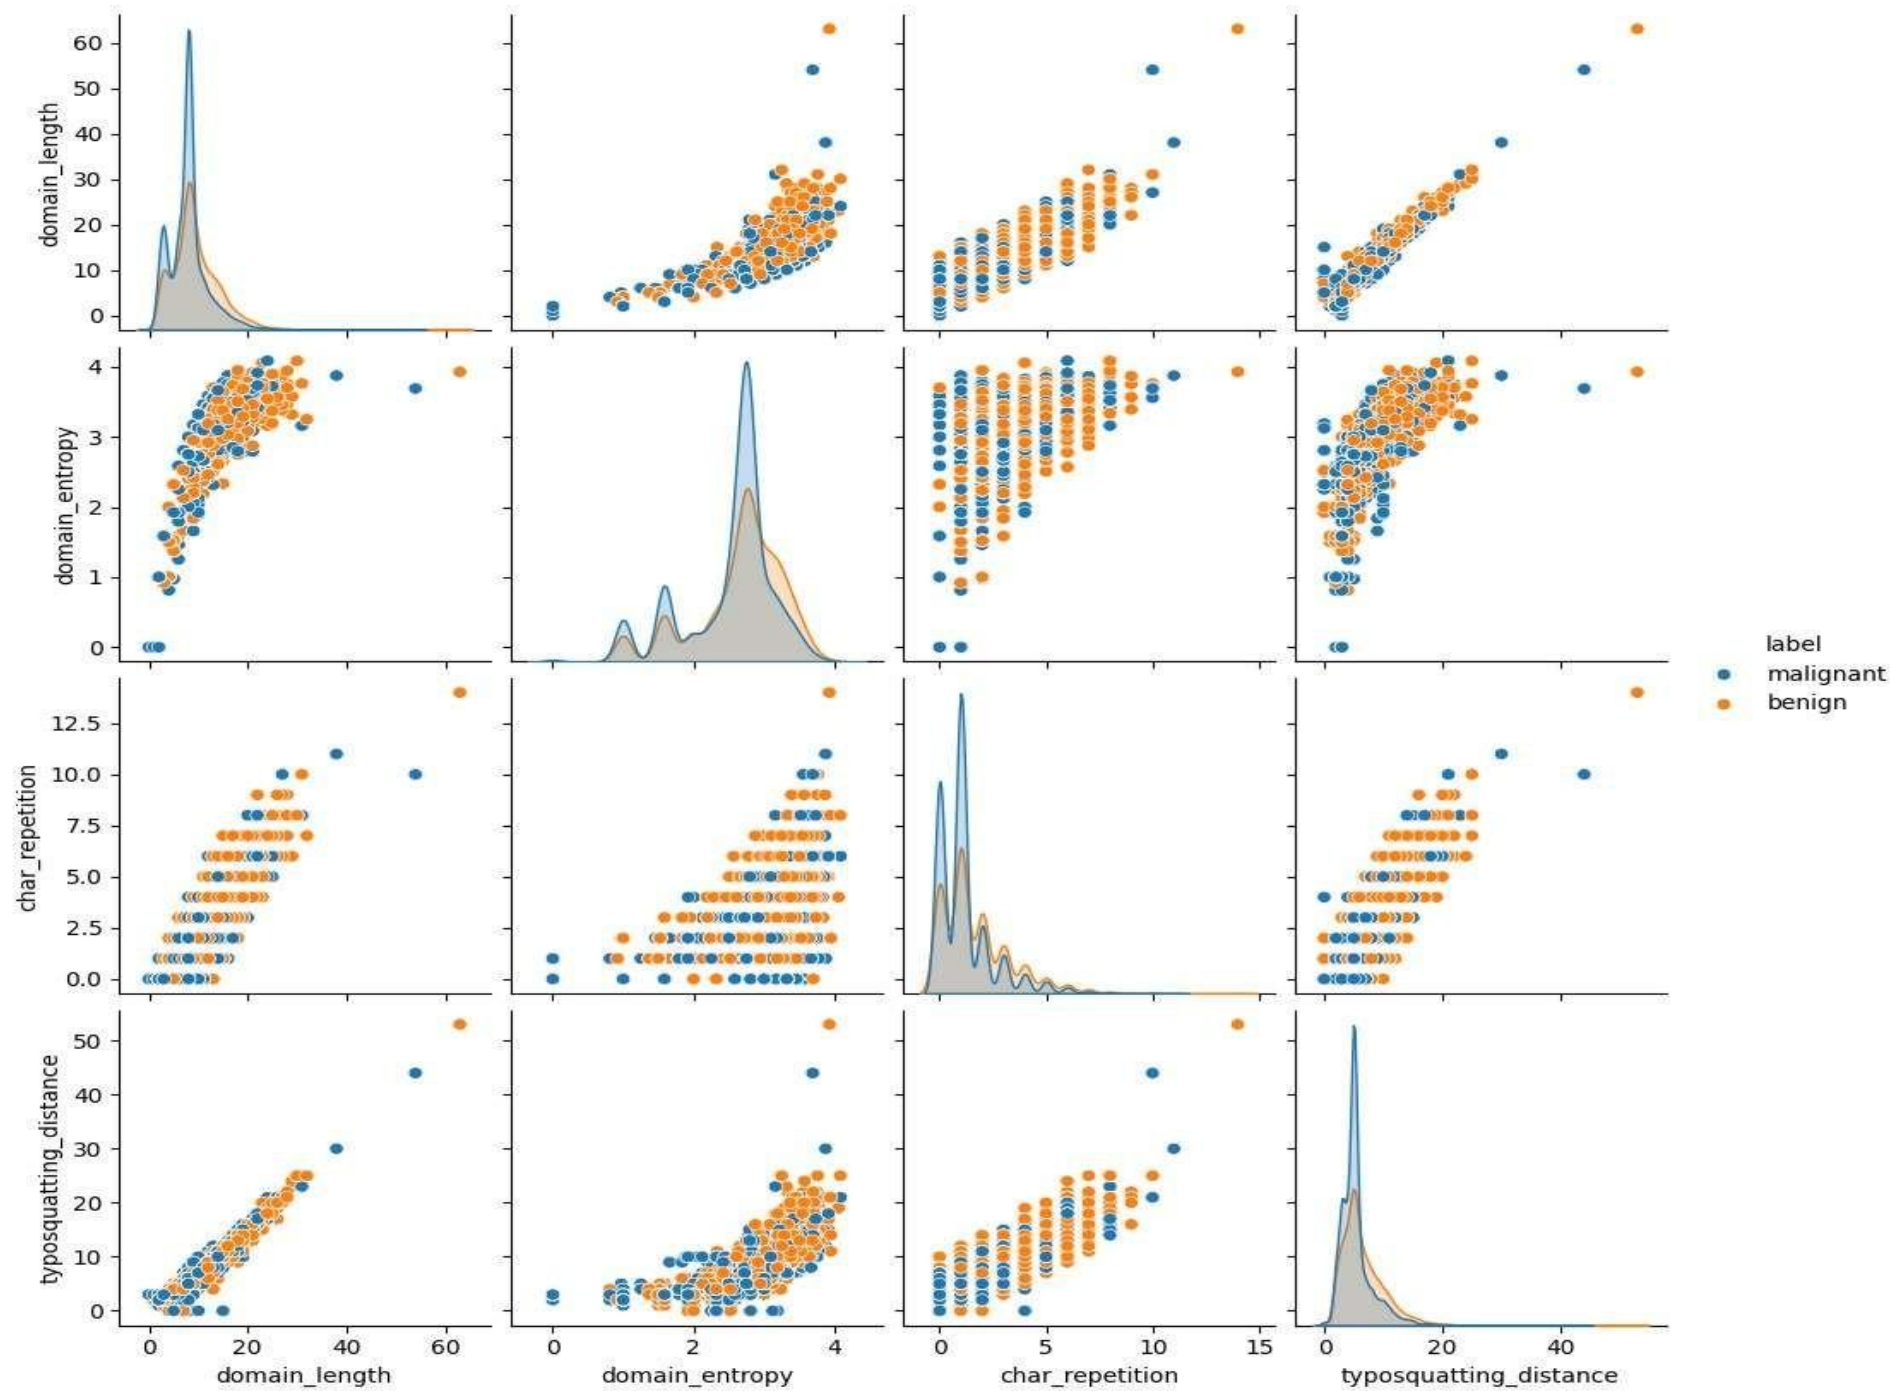 60
50
40
30
20
10
0
domain_length
4
3
2
1
0
domain_entropy
label
malignant
benign
12.5
10.0
7.5
5.0
2.5
0.0
char_repetition
50
40
30
20
10
0
typosquatting_distance
0 20 40 60
0 2 4
0 5 10 15
0 20 40
domain_length
domain_entropy
char_repetition
typosquatting_distance